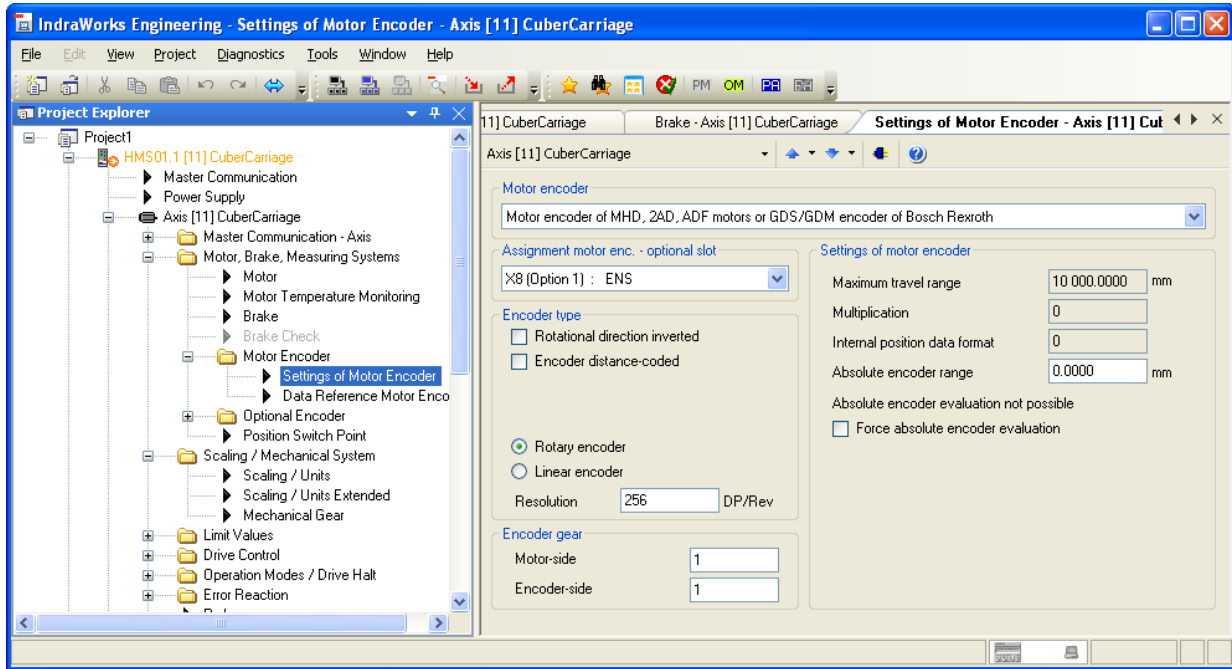 IndraWorks Engineering - Settings of Motor Encoder - Axis [11] CuberCarriage
File Edit View Project Diagnostics Tools Window Help
PM OM
Project Explorer
Project1
HMS01.1 [11] CuberCarriage
Master Communication
Power Supply
Axis [11] CuberCarriage
Master Communication - Axis
Motor, Brake, Measuring Systems
Motor
Motor Temperature Monitoring
Brake
Brake Check
Motor Encoder
Settings of Motor Encoder
Data Reference Motor Enco
Optional Encoder
Position Switch Point
Scaling / Mechanical System
Scaling / Units
Scaling / Units Extended
Mechanical Gear
Limit Values
Drive Control
Operation Modes / Drive Halt
Error Reaction
11] CuberCarriage Brake - Axis [11] CuberCarriage Settings of Motor Encoder - Axis [11] Cub
Axis [11] CuberCarriage
Motor encoder
Motor encoder of MHD, 2AD, ADF motors or GDS/GDM encoder of Bosch Rexroth
Assignment motor enc. - optional slot
X8 (Option 1) : ENS
Encoder type
Rotational direction inverted
Encoder distance-coded
Rotary encoder
Linear encoder
Resolution 256 DP/Rev
Encoder gear
Motor-side 1
Encoder-side 1
Settings of motor encoder
Maximum travel range 10 000.0000 mm
Multiplication 0
Internal position data format 0
Absolute encoder range 0.0000 mm
Absolute encoder evaluation not possible
Force absolute encoder evaluation